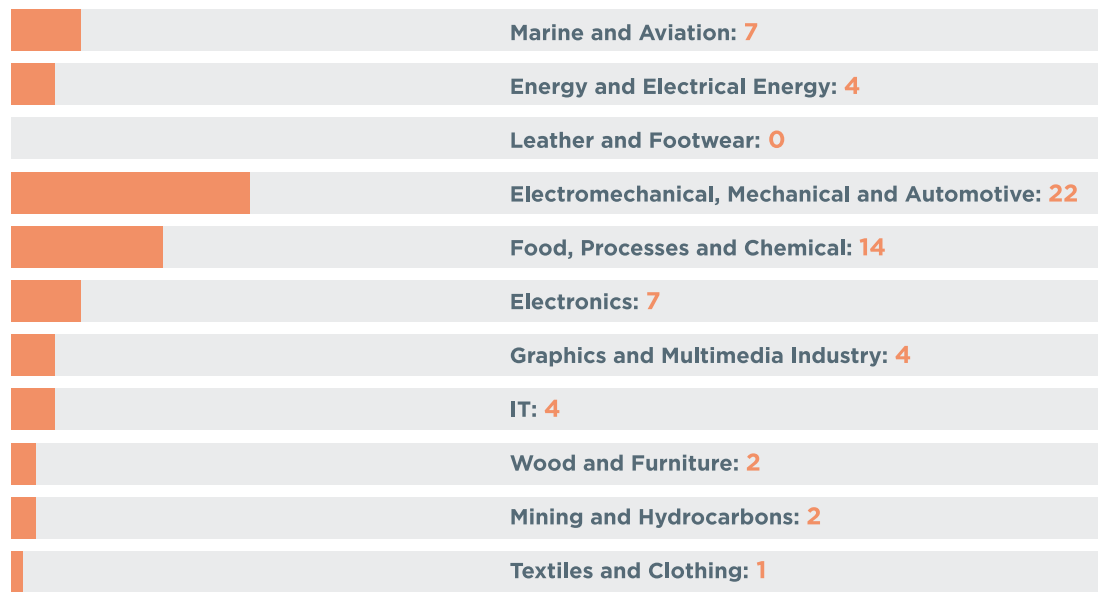 Marine and Aviation: 7
Energy and Electrical Energy: 4
Leather and Footwear: 0
Electromechanical, Mechanical and Automotive: 22
Food, Processes and Chemical: 14
Electronics: 7
Graphics and Multimedia Industry: 4
IT: 4
Wood and Furniture: 2
Mining and Hydrocarbons: 2
Textiles and Clothing: 1